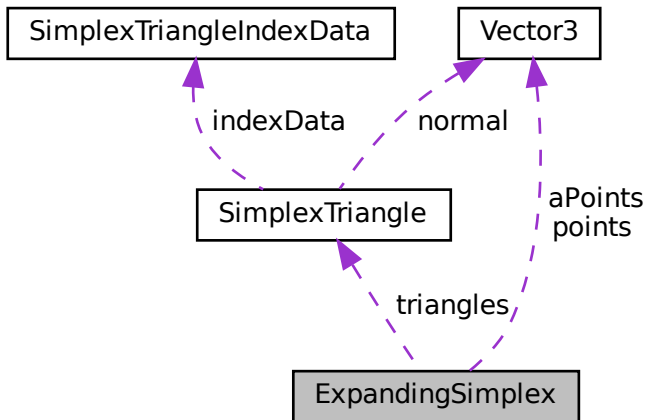 SimplexTriangleIndexData
Vector3
indexData
normal
SimplexTriangle
aPoints
points
triangles
ExpandingSimplex